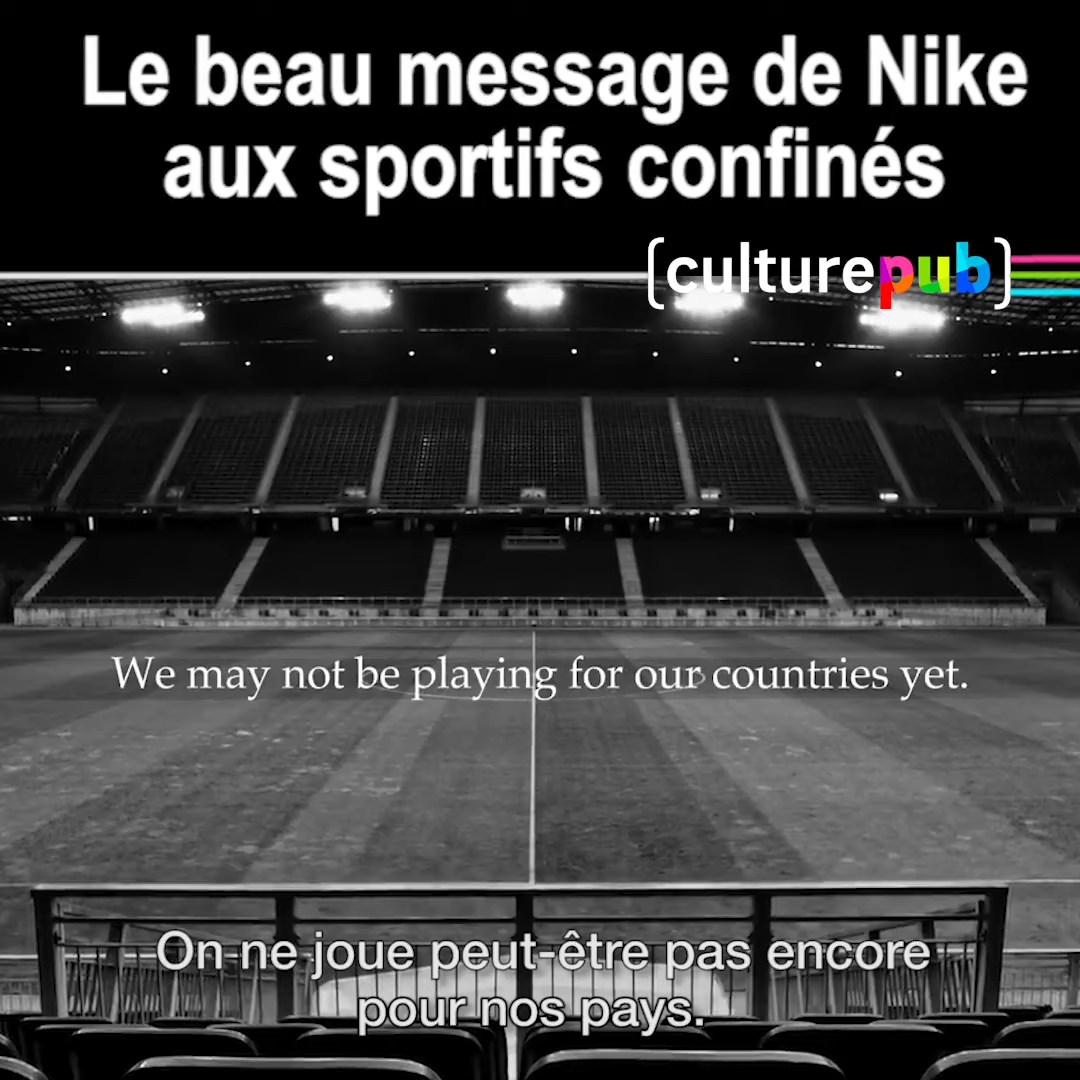 Le beau message de Nike
aux sportifs confinés
[culturepub]
We may not be playing for our countries yet.
On ne joue peut-être pas encore
pour nos pays.